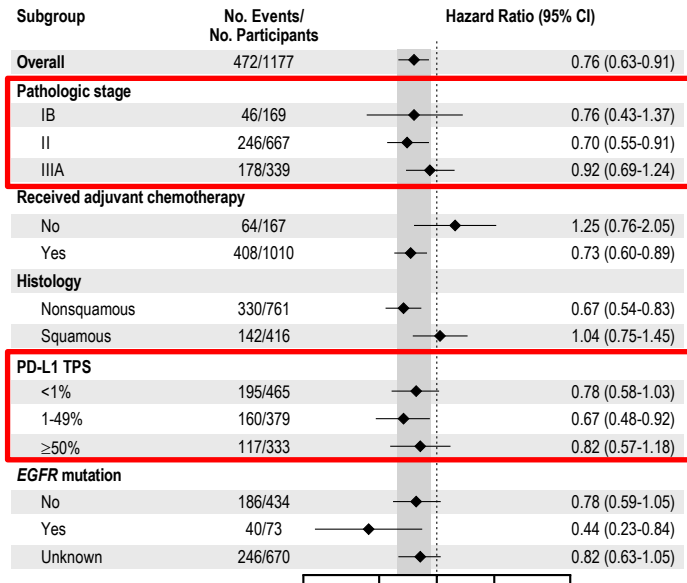 Subgroup No. Events/ Hazard Ratio (95% CI)
No. Participants
Overall 472/1177 0.76 (0.63-0.91)
Pathologic stage
IB 46/169 0.76 (0.43-1.37)
II 246/667 0.70 (0.55-0.91)
IIIA 178/339 0.92 (0.69-1.24)
Received adjuvant chemotherapy
No 64/167 1.25 (0.76-2.05)
Yes 408/1010 0.73 (0.60-0.89)
Histology
Nonsquamous 330/761 0.67 (0.54-0.83)
Squamous 142/416 1.04 (0.75-1.45)
PD-L1 TPS
<1% 195/465 0.78 (0.58-1.03)
1-49% 160/379 0.67 (0.48-0.92)
≥50% 117/333 0.82 (0.57-1.18)
EGFR mutation
No 186/434 0.78 (0.59-1.05)
Yes 40/73 0.44 (0.23-0.84)
Unknown 246/670 0.82 (0.63-1.05)